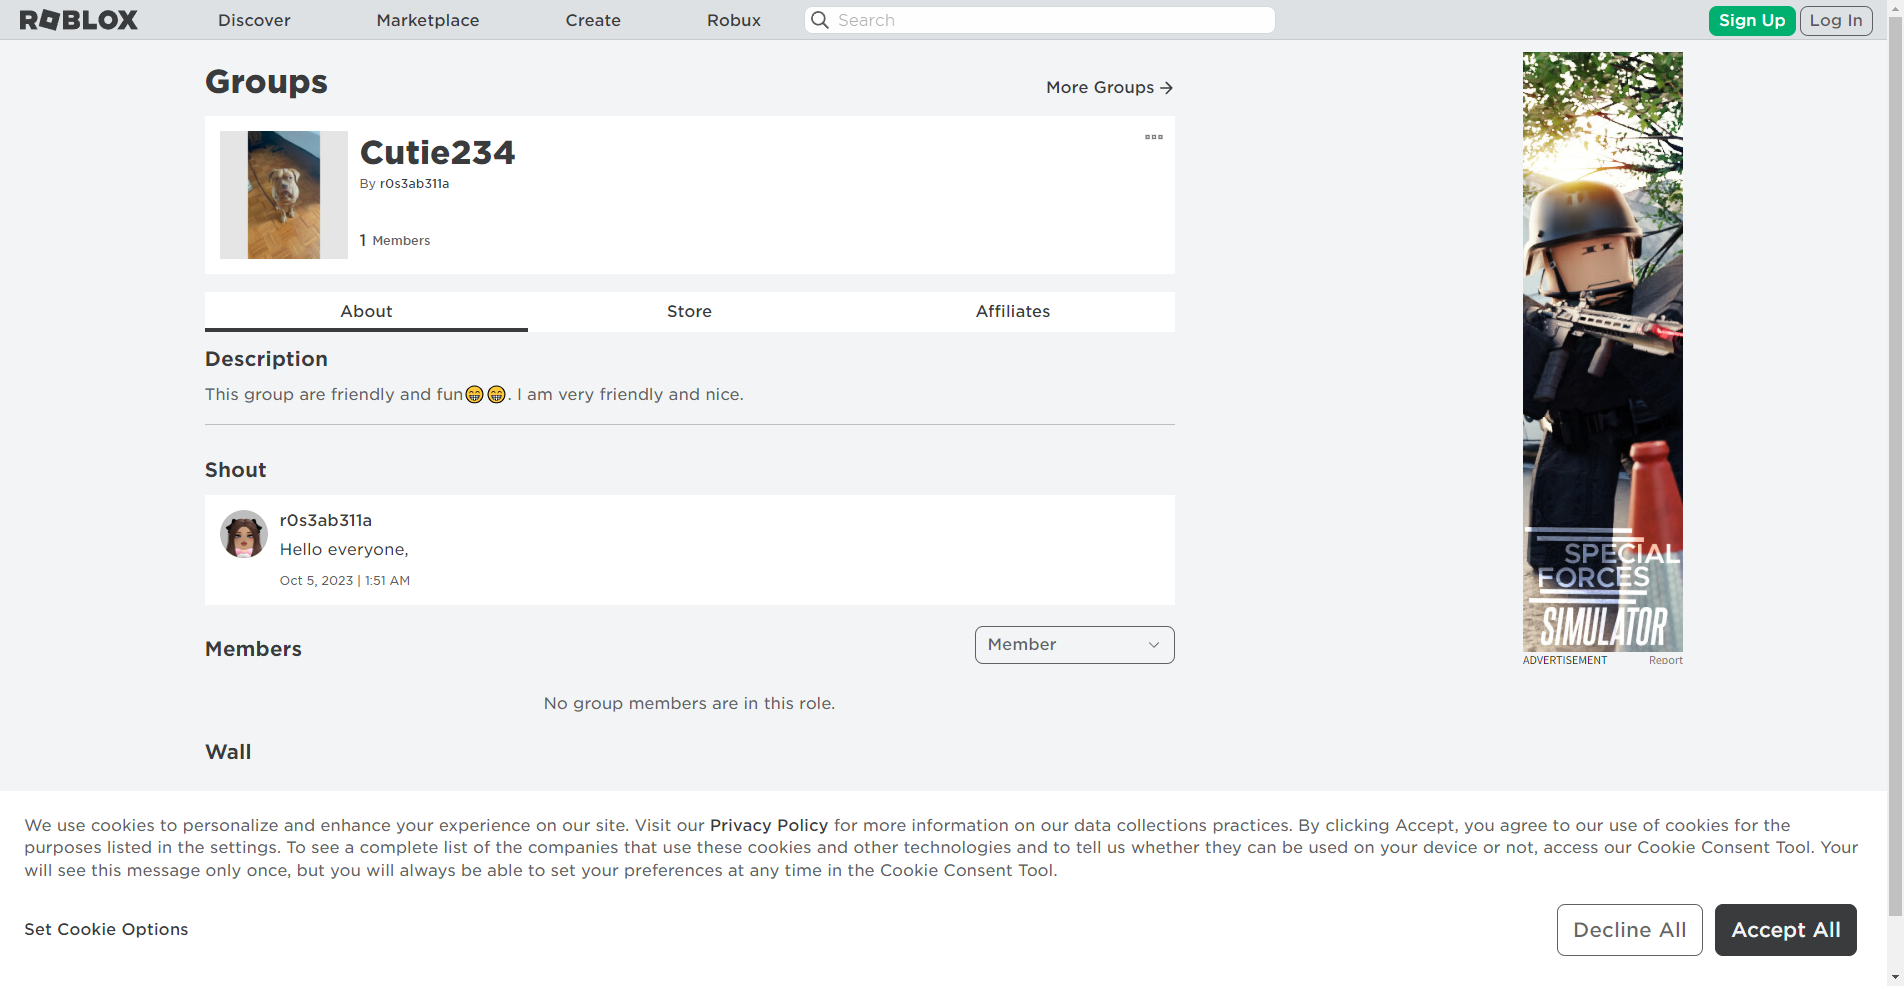 ROBLOX
Discover
Marketplace
Create
Robux
Search
Sign Up
Log In
Groups
More Groups
Cutie234
By r0s3ab311a
1 Members
About
Store
Affiliates
Description
This group are friendly and fun😁😁. I am very friendly and nice.
Shout
r0s3ab311a
Hello everyone,
Oct 5, 2023 | 1:51 AM
Members
Member
No group members are in this role.
Wall
SPECIAL
FORCES
SIMULATOR
ADVERTISEMENT
Report
We use cookies to personalize and enhance your experience on our site. Visit our Privacy Policy for more information on our data collections practices. By clicking Accept, you agree to our use of cookies for the
purposes listed in the settings. To see a complete list of the companies that use these cookies and other technologies and to tell us whether they can be used on your device or not, access our Cookie Consent Tool. Your
will see this message only once, but you will always be able to set your preferences at any time in the Cookie Consent Tool.
Set Cookie Options
Decline All
Accept All